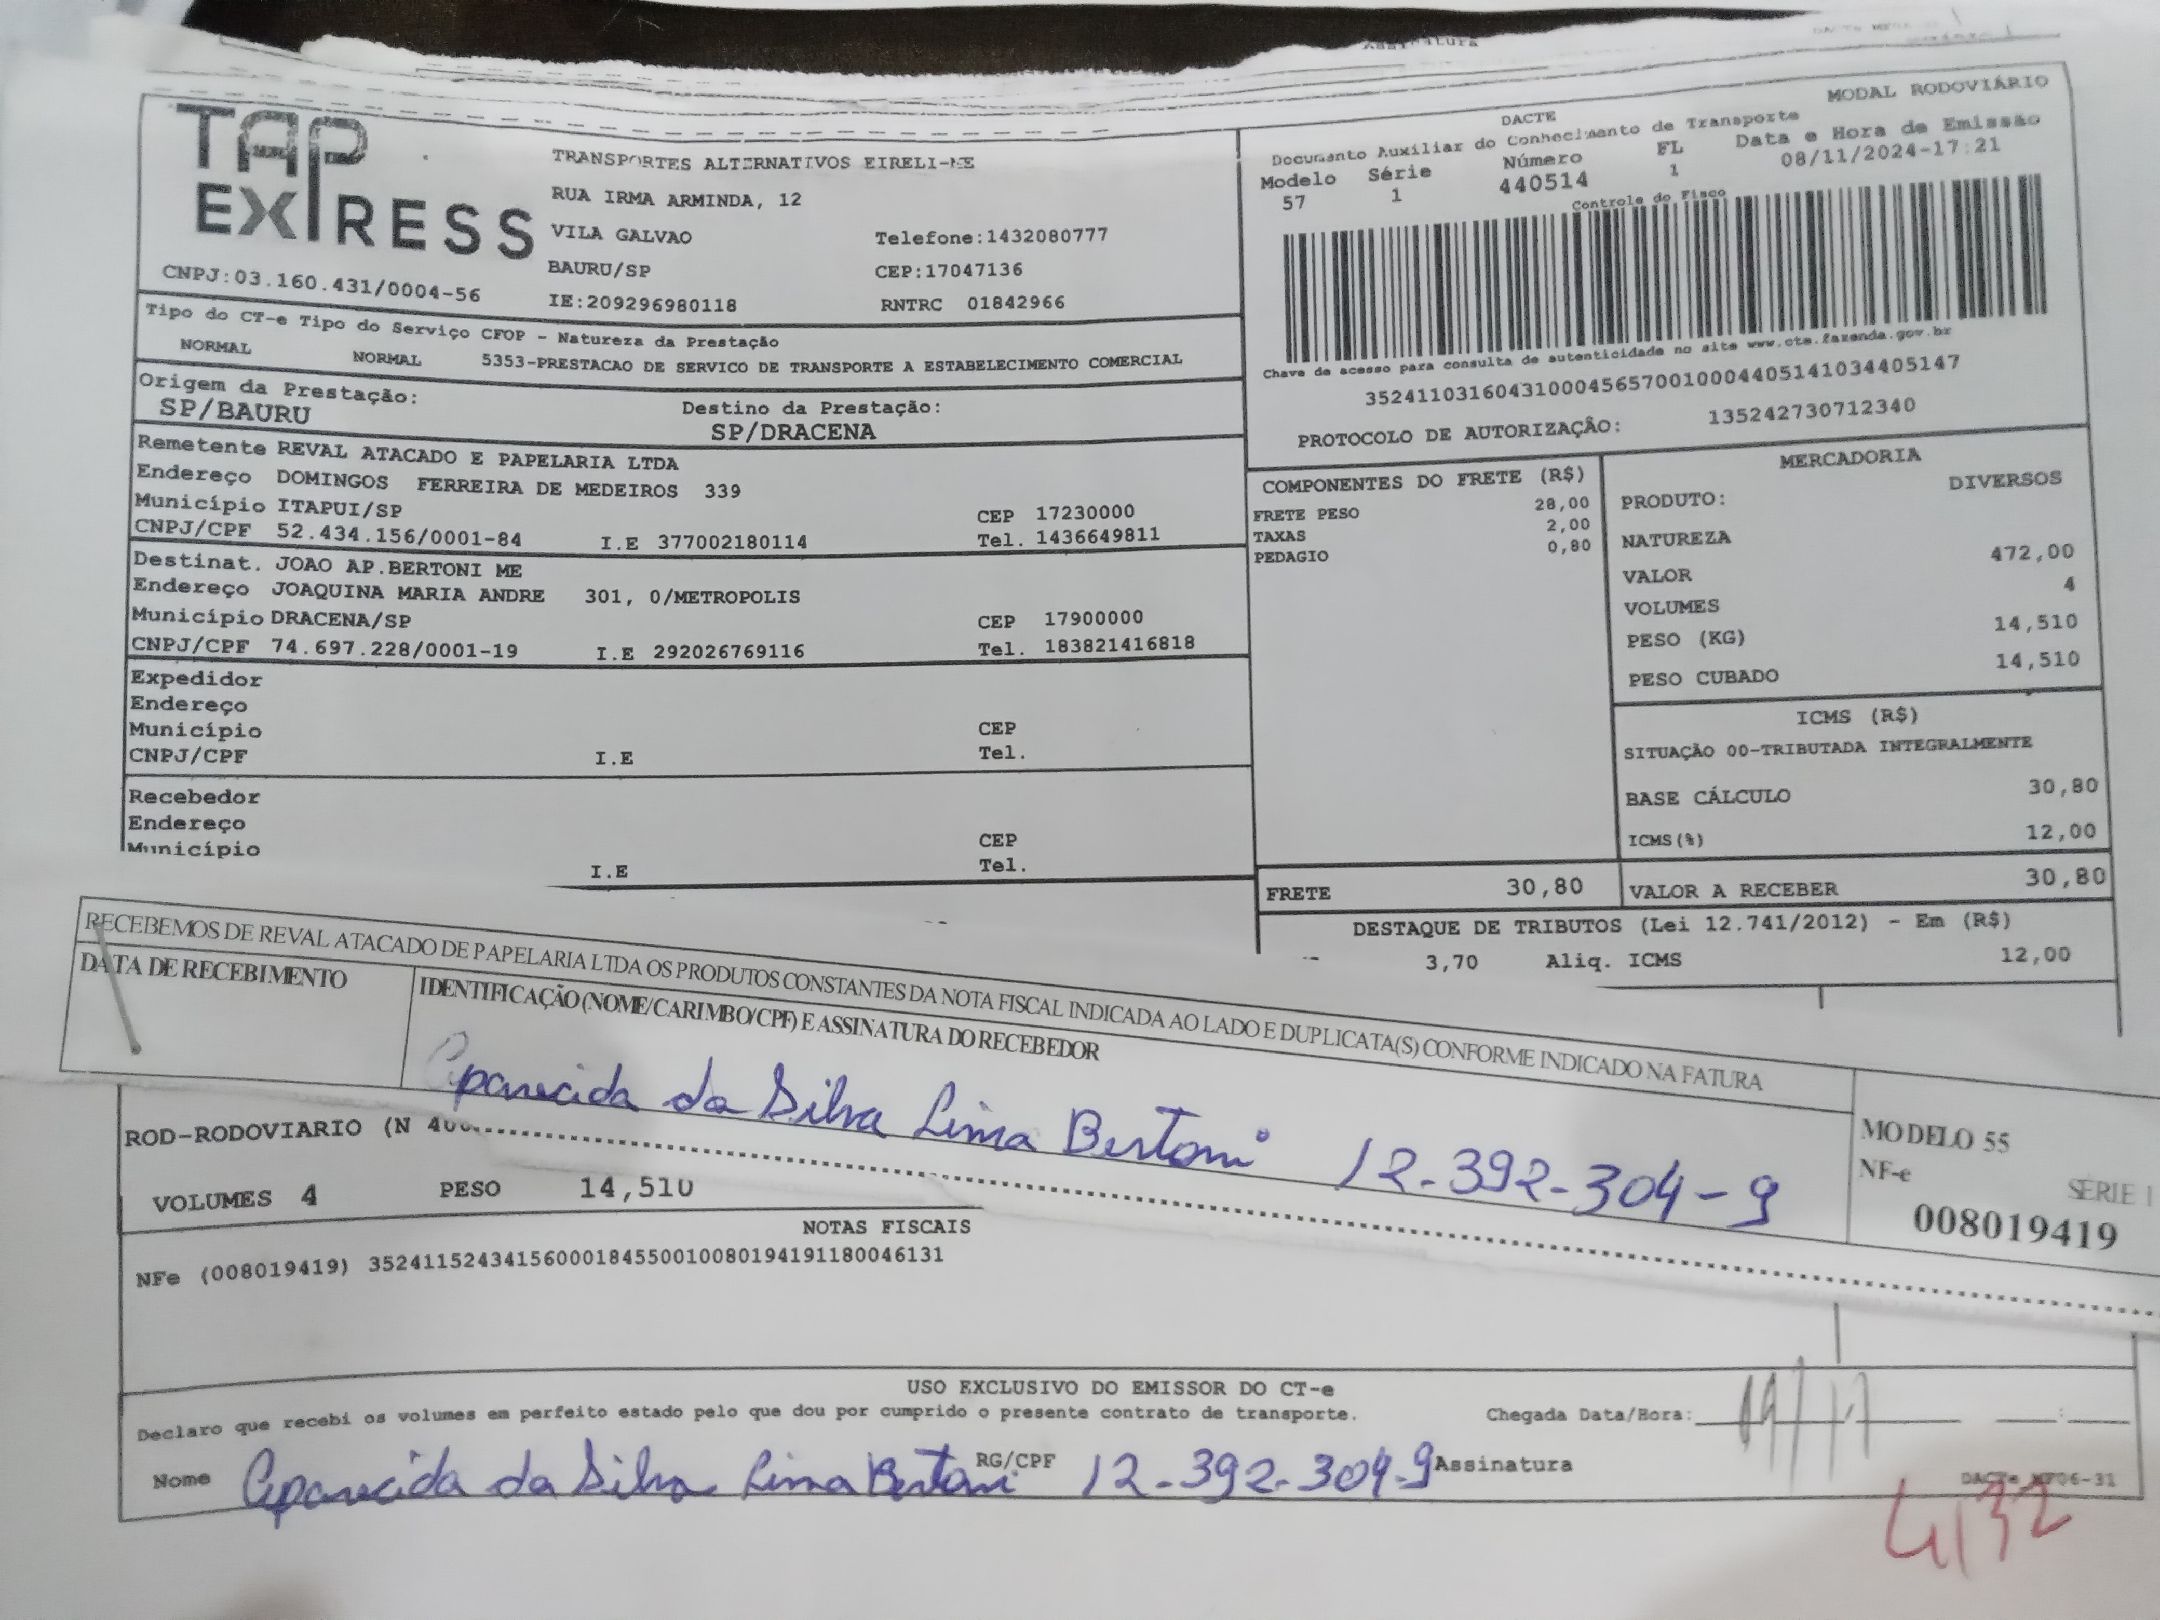 Assinatura
TAP EXPRESS
CNPJ:03.160.431/0004-56
TRANSPORTES ALTERNATIVOS EIRELI-ME
RUA IRMA ARMINDA, 12
VILA GALVAO Telefone:1432080777
BAURU/SP CEP:17047136
IE:209296980118 RNTRC 01842966
MODAL RODOVIÁRIO
DACTE
Documento Auxiliar do Conhecimento de Transporte
Modelo Série Número FL Data e Hora de Emissão
57 1 440514 1 08/11/2024-17:21
Controle do Fisco
Chave de acesso para consulta de autenticidade no site www.cte.fazenda.gov.br
35241103160431000456570010004405141034405147
PROTOCOLO DE AUTORIZAÇÃO: 135242730712340
Tipo do CT-e Tipo do Serviço CFOP - Natureza da Prestação
NORMAL NORMAL 5353-PRESTACAO DE SERVICO DE TRANSPORTE A ESTABELECIMENTO COMERCIAL
Origem da Prestação: Destino da Prestação:
SP/BAURU SP/DRACENA
Remetente REVAL ATACADO E PAPELARIA LTDA
Endereço DOMINGOS FERREIRA DE MEDEIROS 339
Município ITAPUI/SP CEP 17230000
CNPJ/CPF 52.434.156/0001-84 I.E 377002180114 Tel. 1436649811
Destinat. JOAO AP.BERTONI ME
Endereço JOAQUINA MARIA ANDRE 301, 0/METROPOLIS
Município DRACENA/SP CEP 17900000
CNPJ/CPF 74.697.228/0001-19 I.E 292026769116 Tel. 183821416818
Expedidor
Endereço
Município CEP
CNPJ/CPF I.E Tel.
Recebedor
Endereço
Município CEP
I.E Tel.
COMPONENTES DO FRETE (R$)
FRETE PESO 28,00
TAXAS 2,00
PEDAGIO 0,80
MERCADORIA
PRODUTO: DIVERSOS
NATUREZA
VALOR 472,00
VOLUMES 4
PESO (KG) 14,510
PESO CUBADO 14,510
ICMS (R$)
SITUAÇÃO 00-TRIBUTADA INTEGRALMENTE
BASE CÁLCULO 30,80
ICMS(%) 12,00
FRETE 30,80 VALOR A RECEBER 30,80
DESTAQUE DE TRIBUTOS (Lei 12.741/2012) - Em (R$)
3,70 Aliq. ICMS 12,00
RECEBEMOS DE REVAL ATACADO DE PAPELARIA LTDA OS PRODUTOS CONSTANTES DA NOTA FISCAL INDICADA AO LADO E DUPLICATA(S) CONFORME INDICADO NA FATURA
DATA DE RECEBIMENTO IDENTIFICAÇÃO (NOME/CARIMBO/CPF) E ASSINATURA DO RECEBEDOR
Aparecida da Silva Lima Bertoni 12-392-304-9
MODELO 55
NF-e SÉRIE 1
008019419
ROD-RODOVIARIO (N
VOLUMES 4 PESO 14,510
NOTAS FISCAIS
NFe (008019419) 35241152434156000184550010080194191180046131
USO EXCLUSIVO DO EMISSOR DO CT-e
Declaro que recebi os volumes em perfeito estado pelo que dou por cumprido o presente contrato de transporte. Chegada Data/Hora:
Nome Aparecida da Silva Lima Bertoni RG/CPF 12-392-304-9 Assinatura
4132